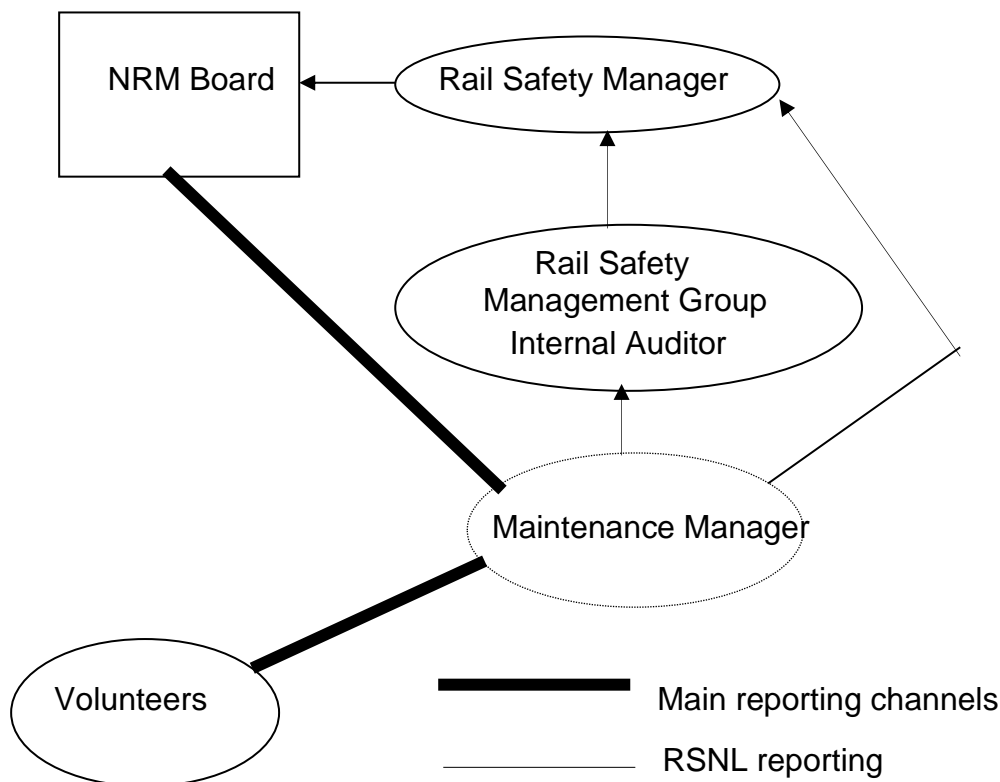 NRM Board
Rail Safety Manager
Rail Safety
Management Group
Internal Auditor
Maintenance Manager
Volunteers
Main reporting channels
RSNL reporting